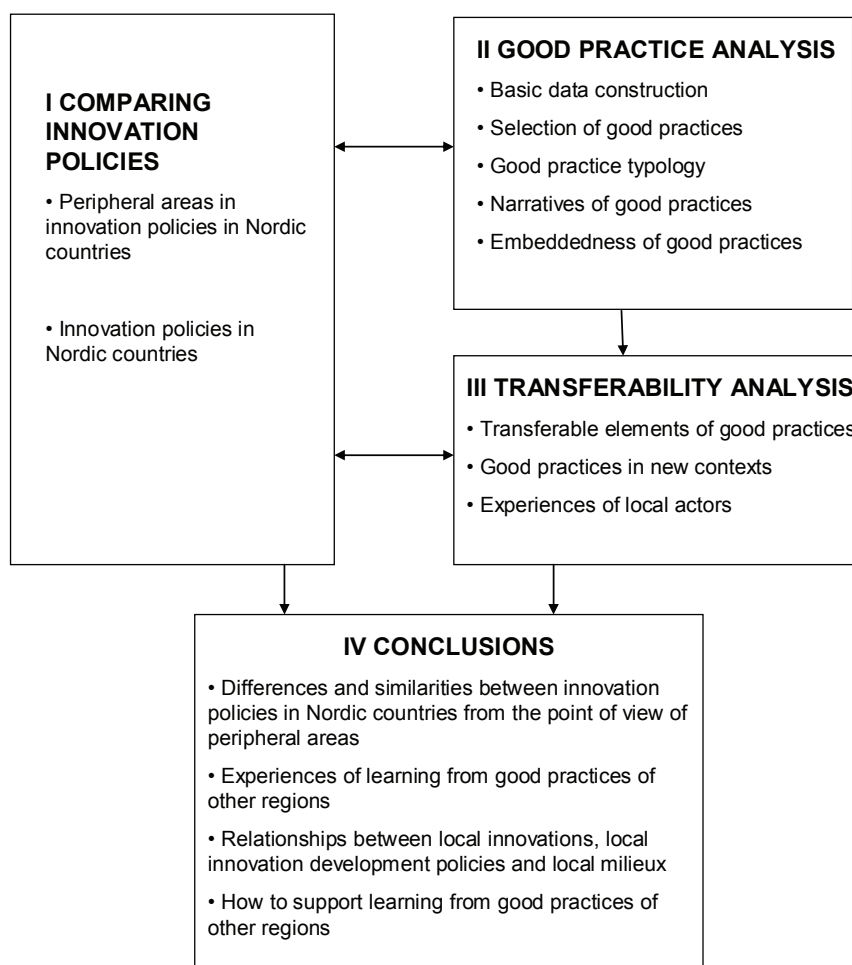 I COMPARING
INNOVATION
POLICIES
• Peripheral areas in
innovation policies in Nordic
countries
• Innovation policies in
Nordic countries
II GOOD PRACTICE ANALYSIS
• Basic data construction
• Selection of good practices
• Good practice typology
• Narratives of good practices
• Embeddedness of good practices
III TRANSFERABILITY ANALYSIS
• Transferable elements of good practices
• Good practices in new contexts
• Experiences of local actors
IV CONCLUSIONS
• Differences and similarities between innovation
policies in Nordic countries from the point of view of
peripheral areas
• Experiences of learning from good practices of
other regions
• Relationships between local innovations, local
innovation development policies and local milieux
• How to support learning from good practices of
other regions